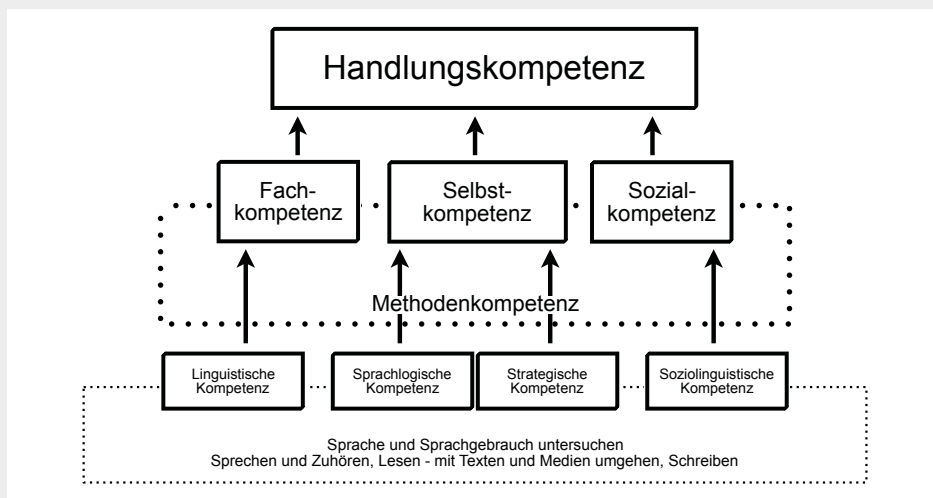 Handlungskompetenz
Fach-
kompetenz
Selbst-
kompetenz
Sozial-
kompetenz
Methodenkompetenz
Linguistische
Kompetenz
Sprachlogische
Kompetenz
Strategische
Kompetenz
Soziolinguistische
Kompetenz
Sprache und Sprachgebrauch untersuchen
Sprechen und Zuhören, Lesen - mit Texten und Medien umgehen, Schreiben